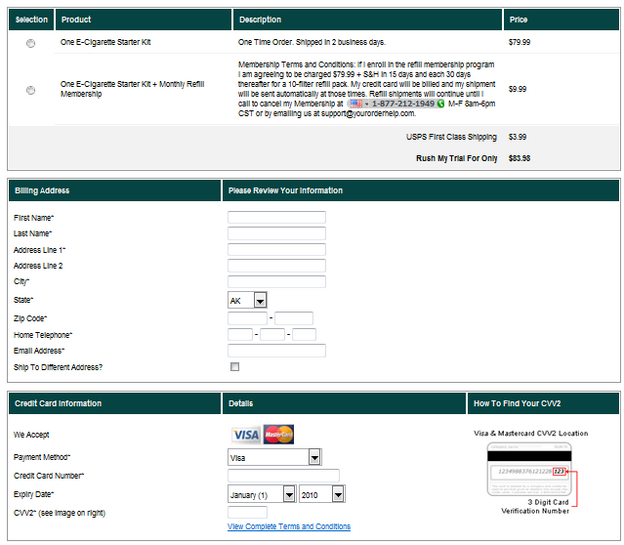 Selection Product Description Price
One E-Cigarette Starter Kit One Time Order. Shipped in 2 business days. $79.99
One E-Cigarette Starter Kit + Monthly Refill Membership
Membership Terms and Conditions: If I enroll in the refill membership program
I am agreeing to be charged $79.99 + S&H in 15 days and each 30 days
thereafter for a 10-filter refill pack. My credit card will be billed and my shipment
will be sent automatically at those times. Refill shipments will continue until I
call to cancel my Membership at 1-877-212-1949 M-F 8am-6pm
CST or by emailing us at support@yourorderhelp.com.
$9.99
USPS First Class Shipping $3.99
Rush My Trial For Only $83.98
Billing Address Please Review Your Information
First Name*
Last Name*
Address Line 1*
Address Line 2
City*
State* AK
Zip Code* -
Home Telephone* - -
Email Address*
Ship To Different Address?
Credit Card Information Details How To Find Your CVV2
We Accept VISA MasterCard
Payment Method* Visa
Credit Card Number*
Expiry Date* January (1) 2010
CVV2* (see image on right)
View Complete Terms and Conditions
Visa & Mastercard CVV2 Location
123
3 Digit Card
Verification Number